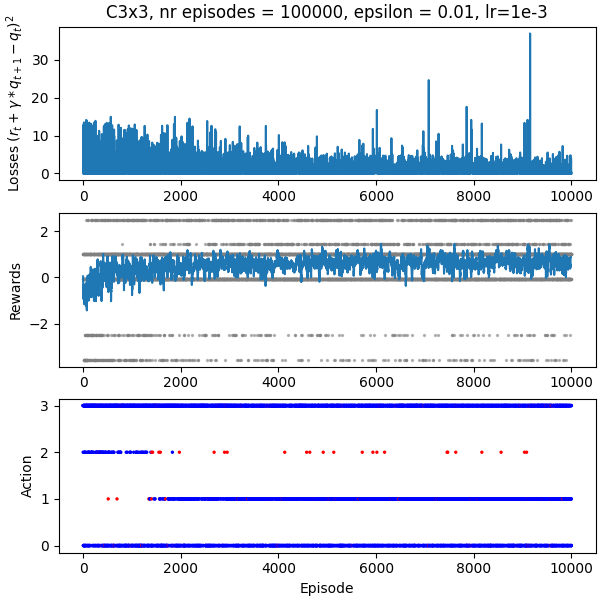 C3x3, nr episodes = 100000, epsilon = 0.01, lr=1e-3
Losses (r_t + γ * q_{t+1} − q_t)^2
30
20
10
0
0 2000 4000 6000 8000 10000
Rewards
2
0
−2
0 2000 4000 6000 8000 10000
Action
3
2
1
0
0 2000 4000 6000 8000 10000
Episode